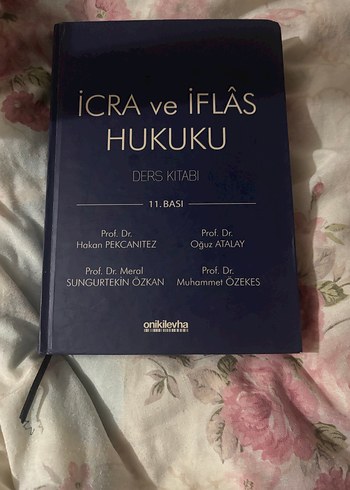 İCRA ve İFLÂS
HUKUKU
DERS KİTABI
11. BASI
Prof. Dr.
Hakan PEKCANITEZ
Prof. Dr.
Oğuz ATALAY
Prof. Dr. Meral
SUNGURTEKİN ÖZKAN
Prof. Dr.
Muhammet ÖZEKES
onikilevha